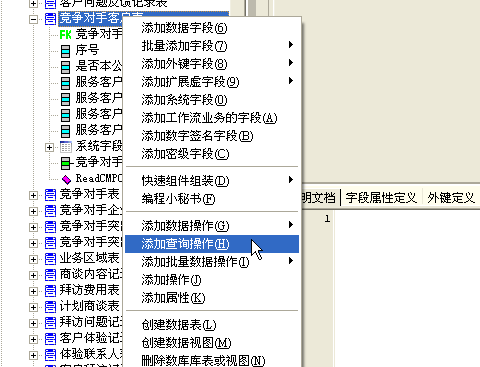 客户问题反馈记录表
竞争对手客户表
FK 竞争对手
序号
是否本公
服务客户
服务客户
服务客户
服务客户
系统字段
竞争对手
ReadCMPC
竞争对手表
竞争对手企
竞争对手突
竞争对手突
业务区域表
商谈内容记
拜访费用表
计划商谈表
拜访问题记
客户体验记
体验联系人
添加数据字段(6)
批量添加字段(7)
添加外键字段(8)
添加扩展虚字段(9)
添加系统字段(0)
添加工作流业务的字段(A)
添加数字签名字段(B)
添加密级字段(C)
快速组件组装(D)
编程小秘书(F)
添加数据操作(G)
添加查询操作(H)
添加批量数据操作(I)
添加操作(J)
添加属性(K)
创建数据表(L)
创建数据视图(M)
删除数库库表或视图(N)
明文档
字段属性定义
外键定义
1